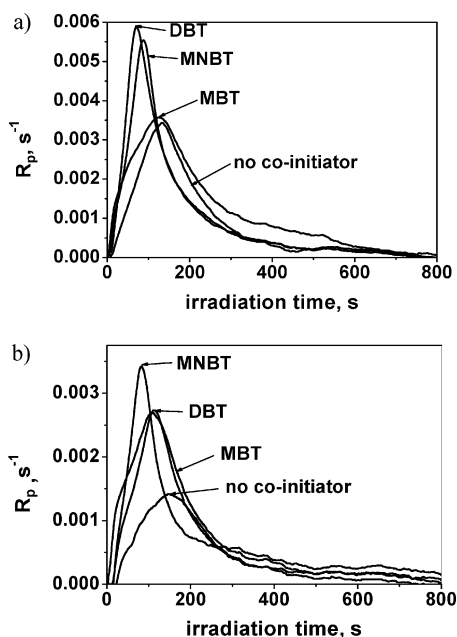 a)
0.006
0.005
0.004
0.003
0.002
0.001
0.000
Rp, s-1
DBT
MNBT
MBT
no co-initiator
0 200 400 600 800
irradiation time, s
b)
0.003
0.002
0.001
0.000
Rp, s-1
MNBT
DBT
MBT
no co-initiator
0 200 400 600 800
irradiation time, s